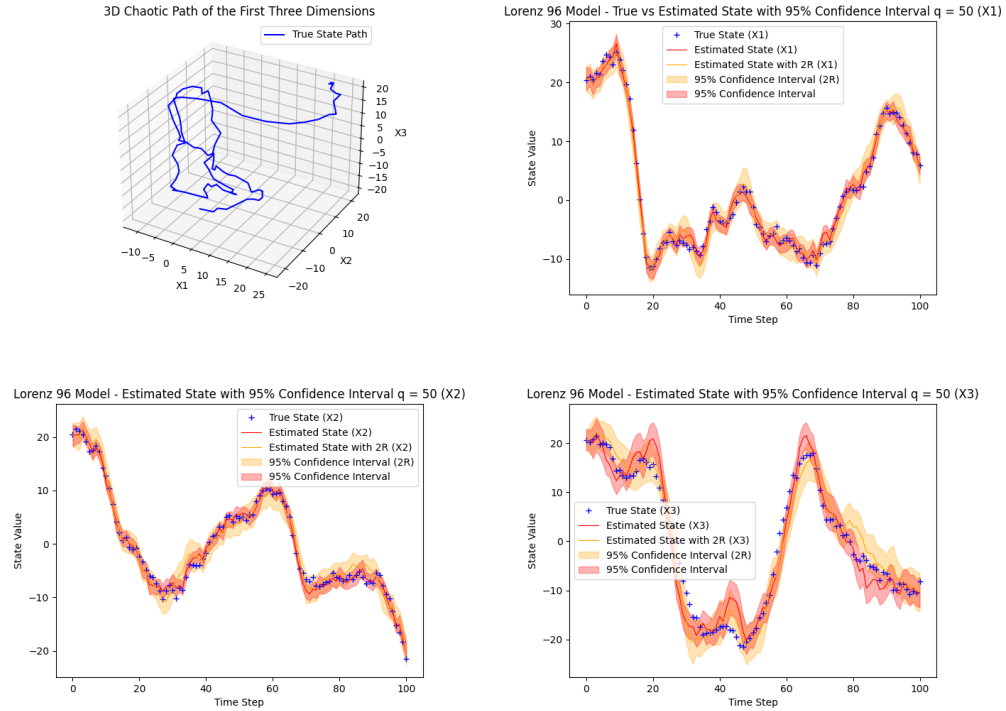 3D Chaotic Path of the First Three Dimensions
True State Path
20
15
10
5
0
−5
−10
−15
−20
X3
−10
−5
0
5
10
15
20
25
X1
−20
−10
0
10
20
X2
Lorenz 96 Model - True vs Estimated State with 95% Confidence Interval q = 50 (X1)
True State (X1)
Estimated State (X1)
Estimated State with 2R (X1)
95% Confidence Interval (2R)
95% Confidence Interval
State Value
30
20
10
0
−10
0 20 40 60 80 100
Time Step
Lorenz 96 Model - Estimated State with 95% Confidence Interval q = 50 (X2)
True State (X2)
Estimated State (X2)
Estimated State with 2R (X2)
95% Confidence Interval (2R)
95% Confidence Interval
State Value
20
10
0
−10
−20
0 20 40 60 80 100
Time Step
Lorenz 96 Model - Estimated State with 95% Confidence Interval q = 50 (X3)
True State (X3)
Estimated State (X3)
Estimated State with 2R (X3)
95% Confidence Interval (2R)
95% Confidence Interval
State Value
20
10
0
−10
−20
0 20 40 60 80 100
Time Step